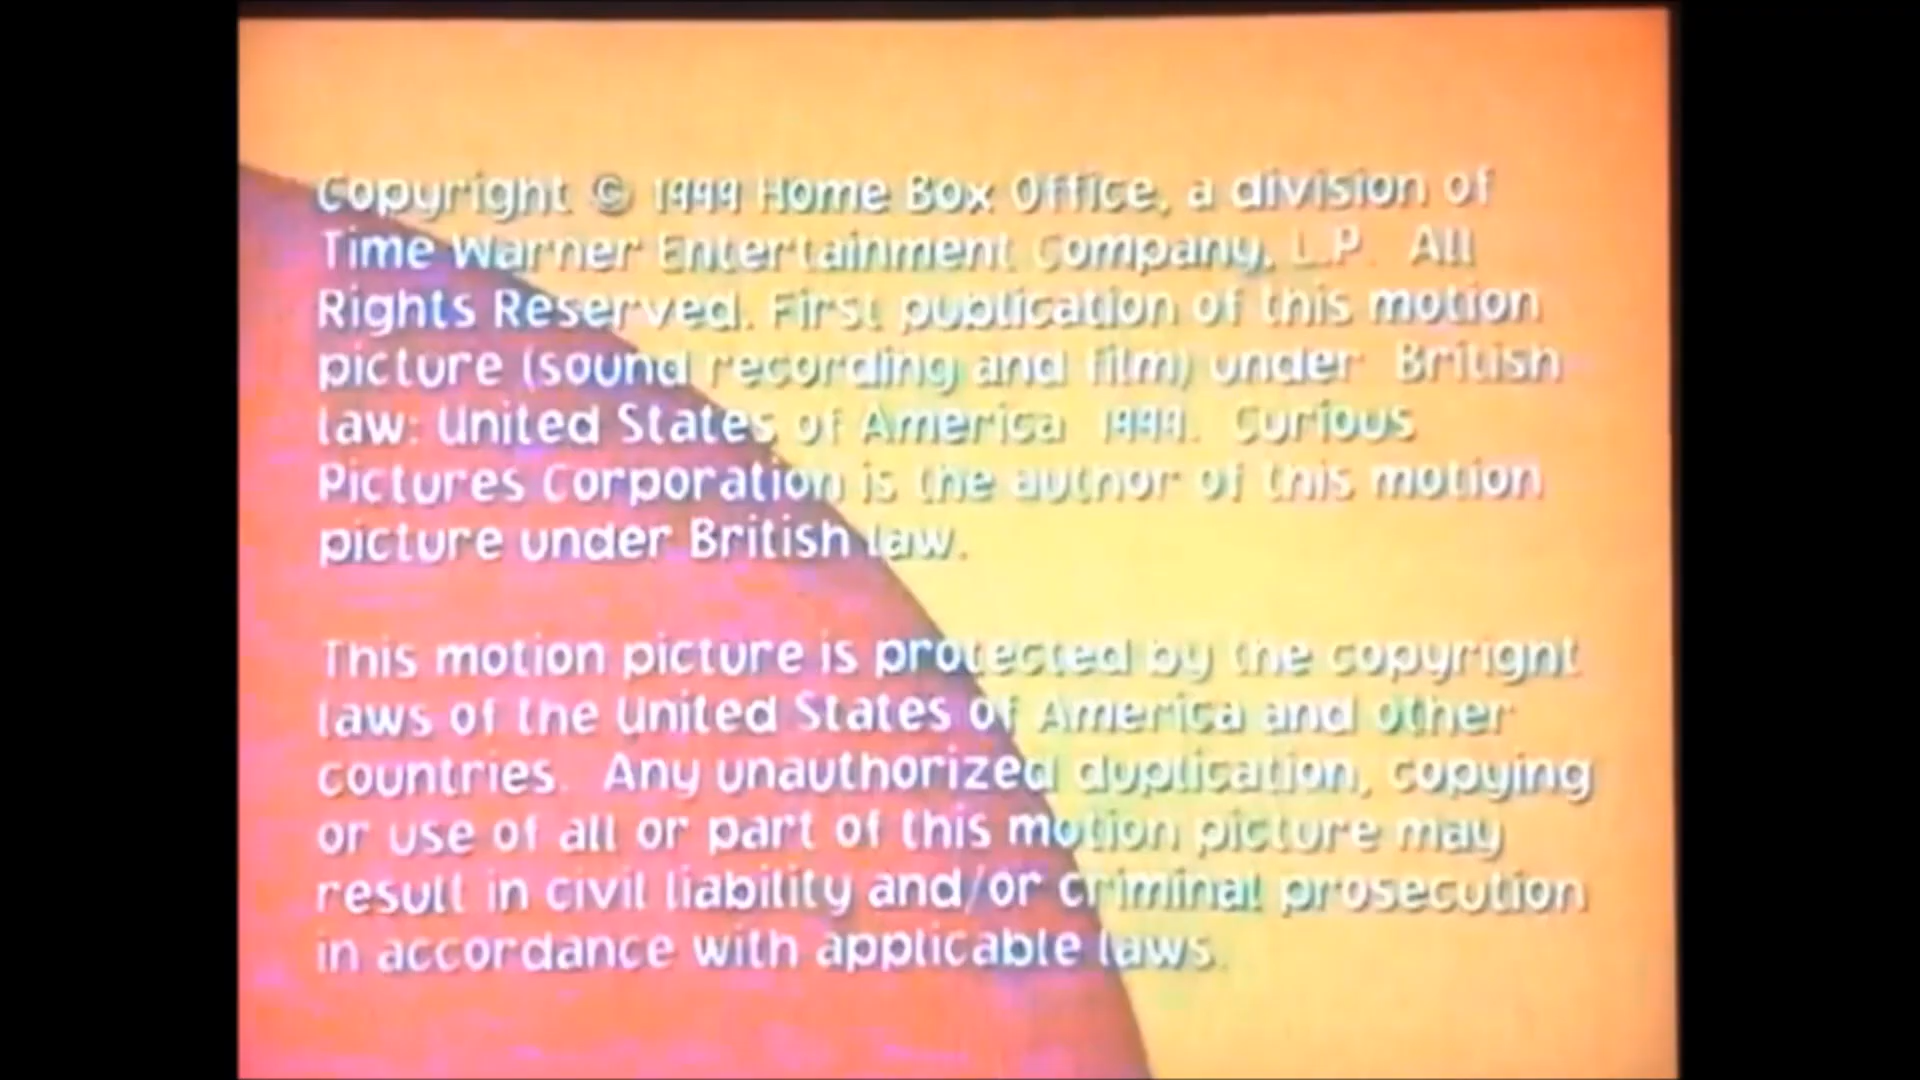 Copyright © 1999 Home Box Office, a division of
Time Warner Entertainment Company, L.P. All
Rights Reserved. First publication of this motion
picture (sound recording and film) under British
law: United States of America 1999. Curious
Pictures Corporation is the author of this motion
picture under British law.
This motion picture is protected by the copyright
laws of the United States of America and other
countries. Any unauthorized duplication, copying
or use of all or part of this motion picture may
result in civil liability and/or criminal prosecution
in accordance with applicable laws.